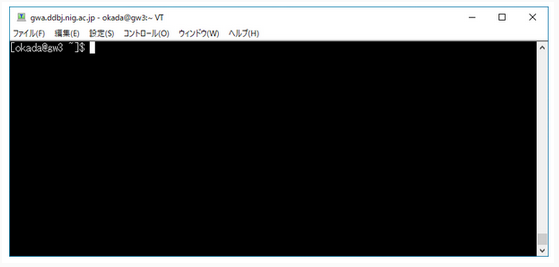 gwa.ddbj.nig.ac.jp - okada@gw3:~ VT
ファイル(F) 編集(E) 設定(S) コントロール(O) ウィンドウ(W) ヘルプ(H)
[okada@gw3 ~]$